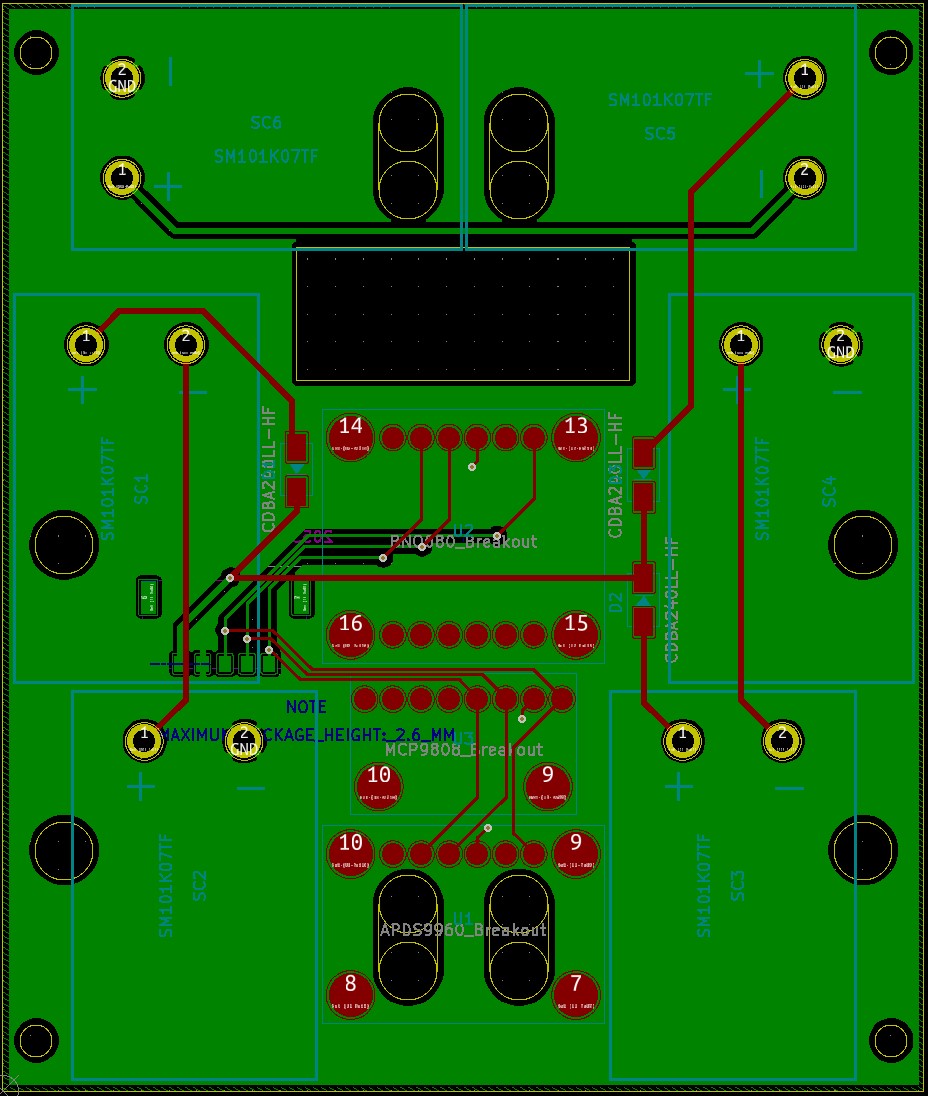 2
GND
1
SC6
SM101K07TF
SM101K07TF
SC5
1
2
1
2
1
2
GND
CDBA240LL-HF
SM101K07TF
SC1
14
13
CDBA240LL-HF
SM101K07TF
SC4
U2
BNO080_Breakout
D2
CDBA240LL-HF
16
15
NOTE
MAXIMUM PACKAGE HEIGHT: 2.6 MM
MCP9808_Breakout
1
2
GND
1
2
10
9
10
9
SM101K07TF
SC2
SM101K07TF
SC3
U1
APDS9960_Breakout
8
7